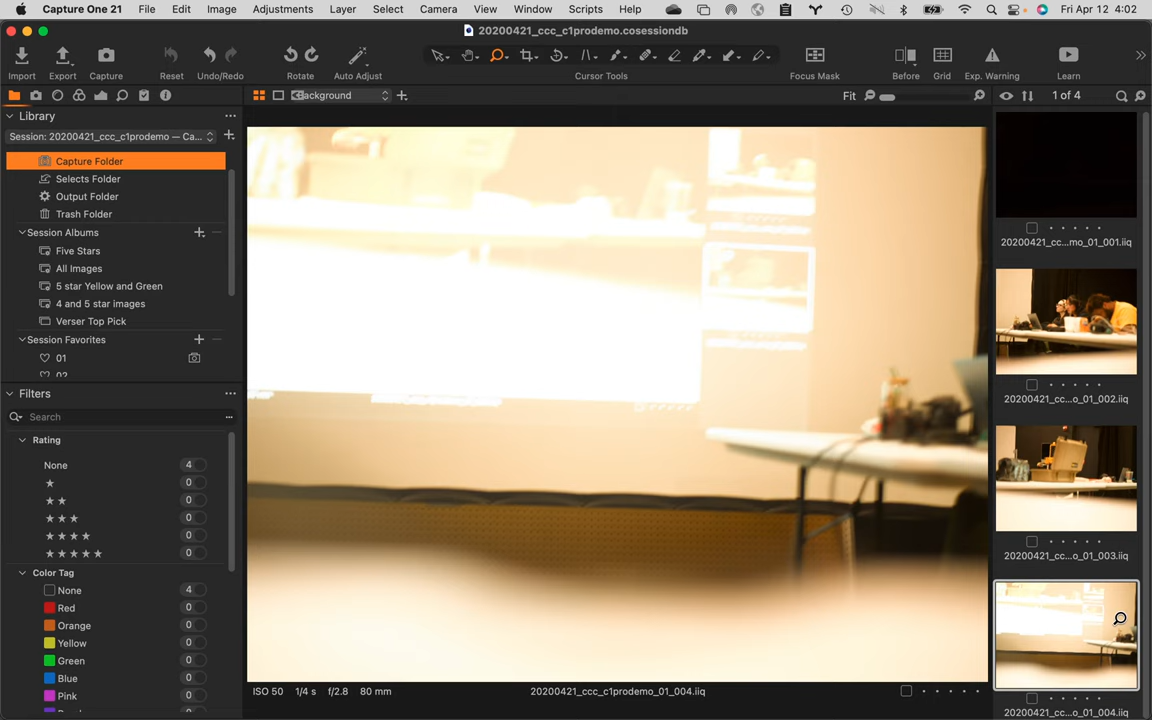 Capture One 21 File Edit Image Adjustments Layer Select Camera View Window Scripts Help Fri Apr 12 4:02
20200421_ccc_c1prodemo.cosessiondb
Import Export Capture Reset Undo/Redo Rotate Auto Adjust Cursor Tools Focus Mask Before Grid Exp. Warning Learn
ackground Fit 1 of 4
Library
Session: 20200421_ccc_c1prodemo — Ca...
Capture Folder
Selects Folder
Output Folder
Trash Folder
Session Albums
Five Stars
All Images
5 star Yellow and Green
4 and 5 star images
Verser Top Pick
Session Favorites
01
02
Filters
Search
Rating
None 4
0
0
0
0
0
Color Tag
None 4
Red 0
Orange 0
Yellow 0
Green 0
Blue 0
Pink 0
20200421_cc...mo_01_001.iiq
20200421_cc...o_01_002.iiq
20200421_cc...o_01_003.iiq
20200421_cc...o_01_004.iiq
ISO 50 1/4 s f/2.8 80 mm 20200421_ccc_c1prodemo_01_004.iiq